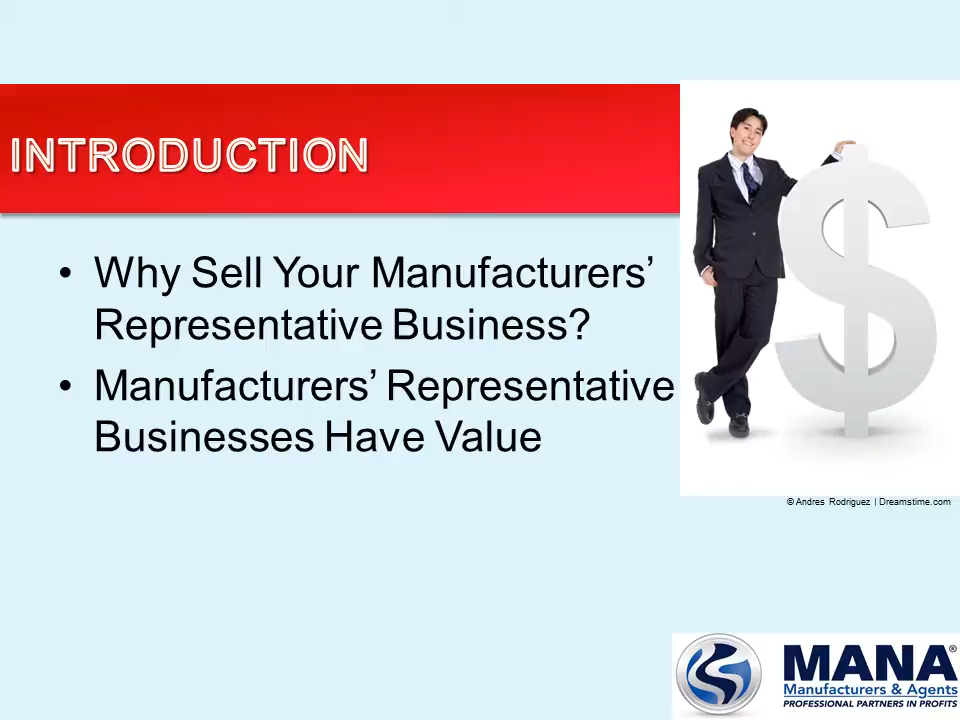 INTRODUCTION
• Why Sell Your Manufacturers’
Representative Business?
• Manufacturers’ Representative
Businesses Have Value
© Andres Rodriguez | Dreamstime.com
MANA®
Manufacturers & Agents
PROFESSIONAL PARTNERS IN PROFITS